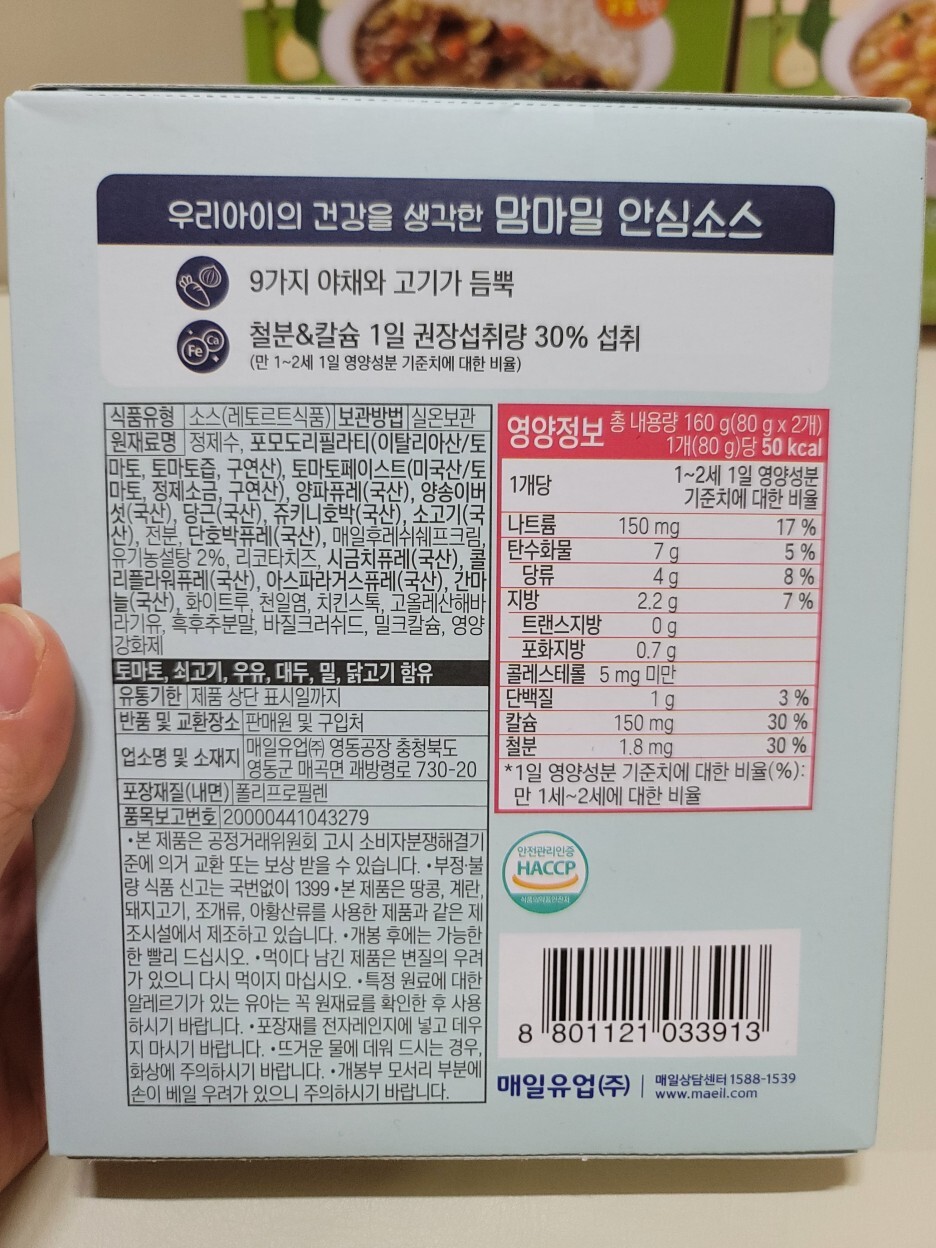 우리아이의 건강을 생각한 맘마밀 안심소스
9가지 야채와 고기가 듬뿍
Fe Ca
철분&칼슘 1일 권장섭취량 30% 섭취
(만 1~2세 1일 영양성분 기준치에 대한 비율)
식품유형 소스(레토르트식품) 보관방법 실온보관
원재료명 정제수, 포모도리필라티(이탈리아산/토
마토, 토마토즙, 구연산), 토마토페이스트(미국산/토
마토, 정제소금, 구연산), 양파퓨레(국산), 양송이버
섯(국산), 당근(국산), 쥬키니호박(국산), 소고기(국
산), 전분, 단호박퓨레(국산), 매일후레쉬쉐프크림,
유기농설탕 2%, 리코타치즈, 시금치퓨레(국산), 콜
리플라워퓨레(국산), 아스파라거스퓨레(국산), 간마
늘(국산), 화이트루, 천일염, 치킨스톡, 고올레산해바
라기유, 흑후추분말, 바질크러쉬드, 밀크칼슘, 영양
강화제
토마토, 쇠고기, 우유, 대두, 밀, 닭고기 함유
유통기한 제품 상단 표시일까지
반품 및 교환장소 판매원 및 구입처
업소명 및 소재지 매일유업㈜ 영동공장 충청북도
영동군 매곡면 괘방령로 730-20
포장재질(내면) 폴리프로필렌
품목보고번호 20000441043279
•본 제품은 공정거래위원회 고시 소비자분쟁해결기
준에 의거 교환 또는 보상 받을 수 있습니다. •부정·불
량 식품 신고는 국번없이 1399 •본 제품은 땅콩, 계란,
돼지고기, 조개류, 아황산류를 사용한 제품과 같은 제
조시설에서 제조하고 있습니다. •개봉 후에는 가능한
한 빨리 드십시오. •먹이다 남긴 제품은 변질의 우려
가 있으니 다시 먹이지 마십시오. •특정 원료에 대한
알레르기가 있는 유아는 꼭 원재료를 확인한 후 사용
하시기 바랍니다. •포장재를 전자레인지에 넣고 데우
지 마시기 바랍니다. •뜨거운 물에 데워 드시는 경우,
화상에 주의하시기 바랍니다. •개봉부 모서리 부분에
손이 베일 우려가 있으니 주의하시기 바랍니다.
영양정보 총 내용량 160 g(80 g x 2개)
1개(80 g)당 50 kcal
1개당 1~2세 1일 영양성분
기준치에 대한 비율
나트륨 150 mg 17 %
탄수화물 7 g 5 %
당류 4 g 8 %
지방 2.2 g 7 %
트랜스지방 0 g
포화지방 0.7 g
콜레스테롤 5 mg 미만
단백질 1 g 3 %
칼슘 150 mg 30 %
철분 1.8 mg 30 %
*1일 영양성분 기준치에 대한 비율(%):
만 1세~2세에 대한 비율
안전관리인증
HACCP
식품의약품안전처
8 801121 033913
매일유업(주) 매일상담센터 1588-1539
www.maeil.com